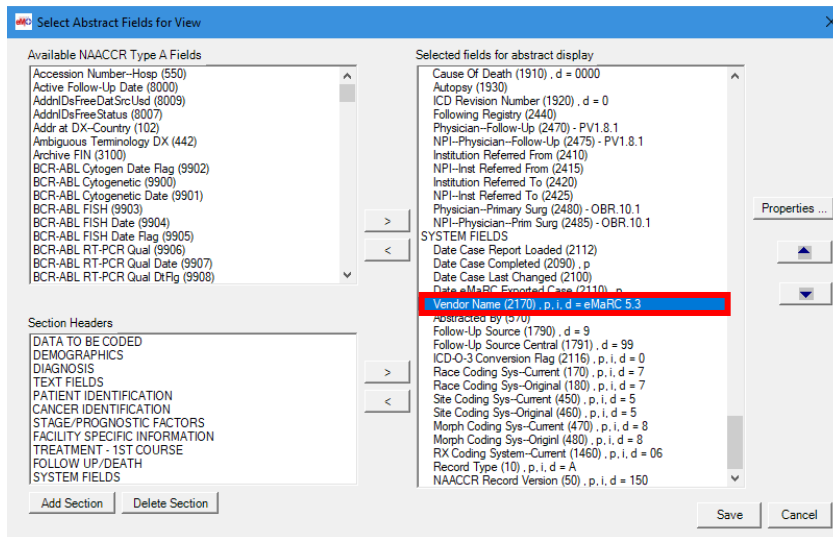 eMC Select Abstract Fields for View
Available NAACCR Type A Fields
Accession Number--Hosp (550)
Active Follow-Up Date (8000)
AddnlDsFreeDatSrcUsd (8009)
AddnlDsFreeStatus (8007)
Addr at DX--Country (102)
Ambiguous Terminology DX (442)
Archive FIN (3100)
BCR-ABL Cytogen Date Flag (9902)
BCR-ABL Cytogenetic (9900)
BCR-ABL Cytogenetic Date (9901)
BCR-ABL FISH (9903)
BCR-ABL FISH Date (9904)
BCR-ABL FISH Date Flag (9905)
BCR-ABL RT-PCR Qual (9906)
BCR-ABL RT-PCR Qual Date (9907)
BCR-ABL RT-PCR Qual DtFlg (9908)
Section Headers
DATA TO BE CODED
DEMOGRAPHICS
DIAGNOSIS
TEXT FIELDS
PATIENT IDENTIFICATION
CANCER IDENTIFICATION
STAGE/PROGNOSTIC FACTORS
FACILITY SPECIFIC INFORMATION
TREATMENT - 1ST COURSE
FOLLOW UP/DEATH
SYSTEM FIELDS
Add Section
Delete Section
>
<
>
<
Selected fields for abstract display
Cause Of Death (1910) , d = 0000
Autopsy (1930)
ICD Revision Number (1920) , d = 0
Following Registry (2440)
Physician--Follow-Up (2470) - PV1.8.1
NPI--Physician--Follow-Up (2475) - PV1.8.1
Institution Referred From (2410)
NPI--Inst Referred From (2415)
Institution Referred To (2420)
NPI--Inst Referred To (2425)
Physician--Primary Surg (2480) - OBR.10.1
NPI--Physician--Prim Surg (2485) - OBR.10.1
SYSTEM FIELDS
Date Case Report Loaded (2112)
Date Case Completed (2090) , p
Date Case Last Changed (2100)
Date eMaRC Exported Case (2110) , p
Vendor Name (2170) , p, i, d = eMaRC 5.3
Abstracted By (570)
Follow-Up Source (1790) , d = 9
Follow-Up Source Central (1791) , d = 99
ICD-O-3 Conversion Flag (2116) , p, i, d = 0
Race Coding Sys--Current (170) , p, i, d = 7
Race Coding Sys--Original (180) , p, i, d = 7
Site Coding Sys--Current (450) , p, i, d = 5
Site Coding Sys--Original (460) , p, i, d = 5
Morph Coding Sys--Current (470) , p, i, d = 8
Morph Coding Sys--Originl (480) , p, i, d = 8
RX Coding System--Current (1460) , p, i, d = 06
Record Type (10) , p, i, d = A
NAACCR Record Version (50) , p, i, d = 150
Properties ...
Save
Cancel